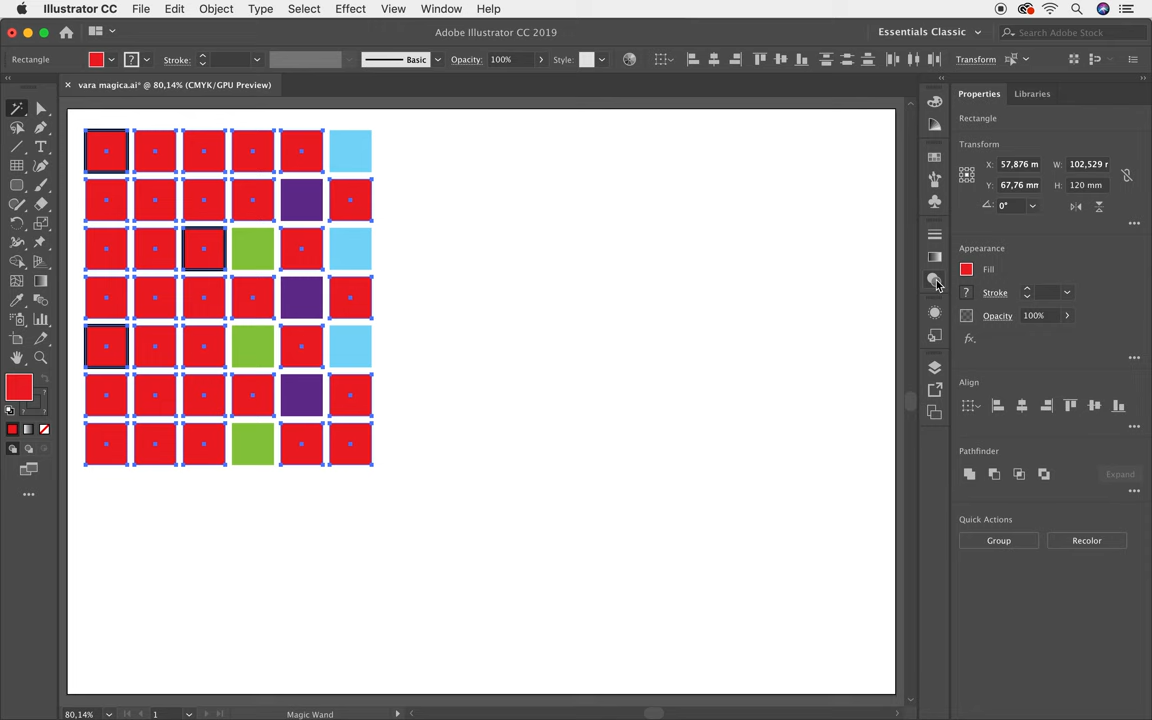 Illustrator CC File Edit Object Type Select Effect View Window Help
Adobe Illustrator CC 2019
Essentials Classic
Search Adobe Stock
Rectangle
?
Stroke:
Basic
Opacity: 100%
Style:
Transform
× vara magica.ai* @ 80,14% (CMYK/GPU Preview)
Properties Libraries
Rectangle
Transform
X: 57,876 m W: 102,529 r
Y: 67,76 mm H: 120 mm
0°
Appearance
Fill
? Stroke
Opacity 100%
fx.
Align
Pathfinder
Expand
Quick Actions
Group Recolor
80,14% 1 Magic Wand